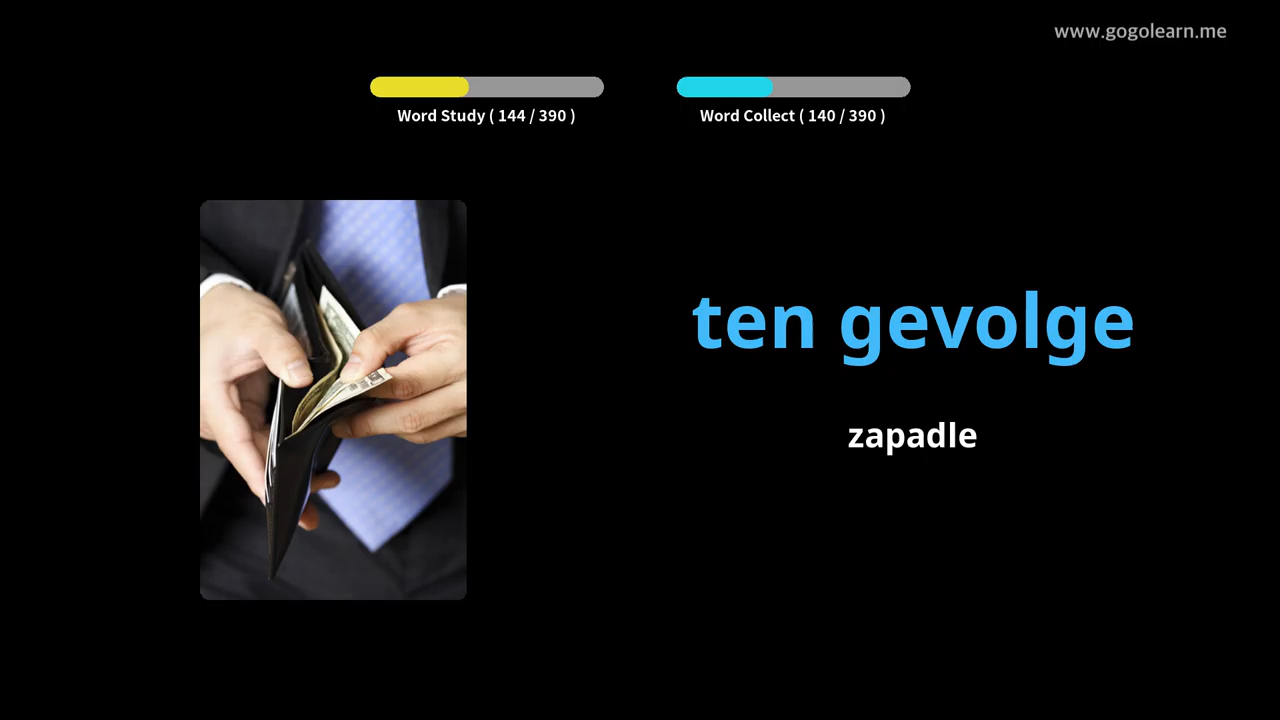 www.gogolearn.me
Word Study ( 144 / 390 )
Word Collect ( 140 / 390 )
ten gevolge
zapadle